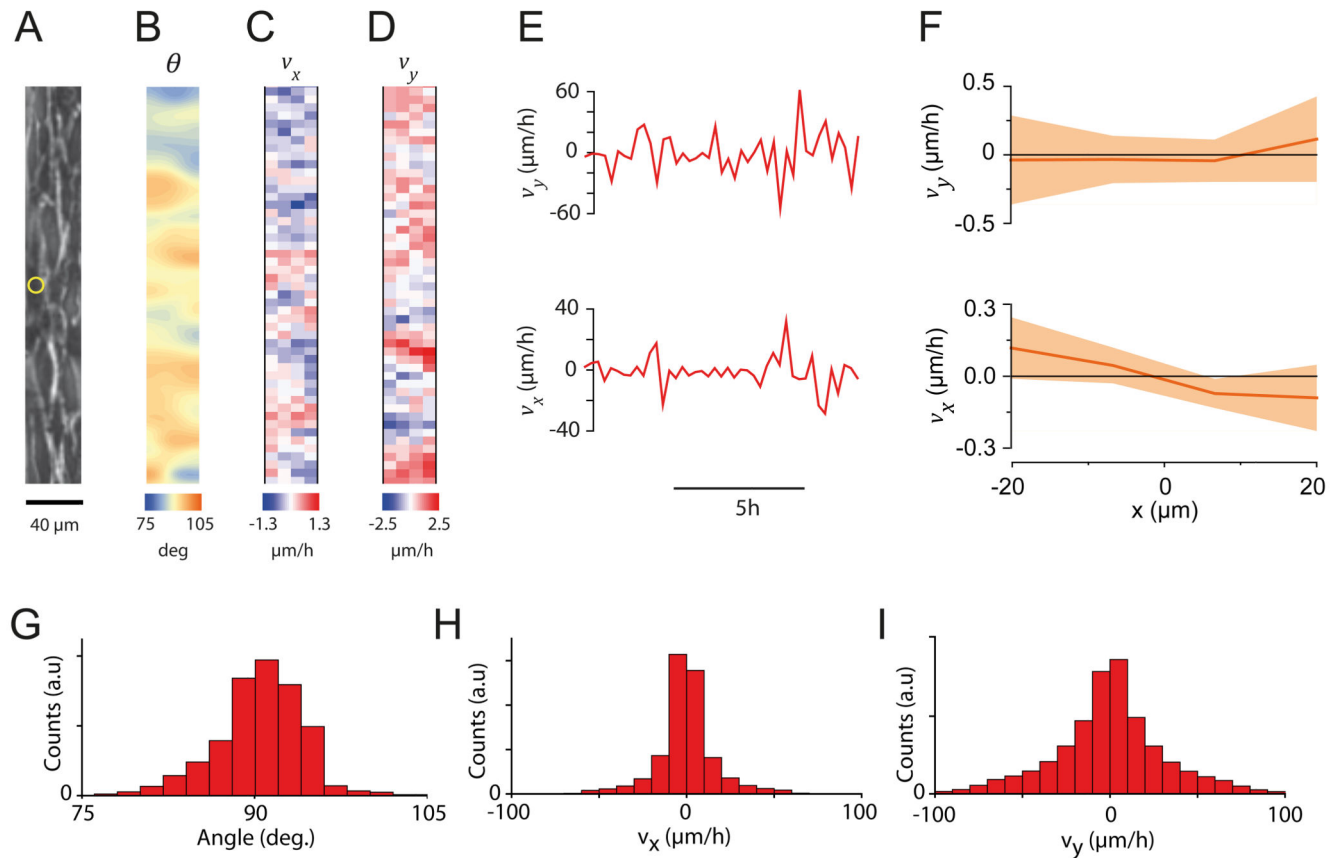 A
B
C
D
E
F
θ
v_x
v_y
40 µm
75 105
deg
-1.3 1.3
µm/h
-2.5 2.5
µm/h
v_y (µm/h)
60
0
-60
v_x (µm/h)
40
0
-40
5h
v_y (µm/h)
0.5
0
-0.5
v_x (µm/h)
0.3
0.0
-0.3
-20 0 20
x (µm)
G
Counts (a.u)
0
75 90 105
Angle (deg.)
H
Counts (a.u)
0
-100 0 100
v_x (µm/h)
I
Counts (a.u)
0
-100 0 100
v_y (µm/h)